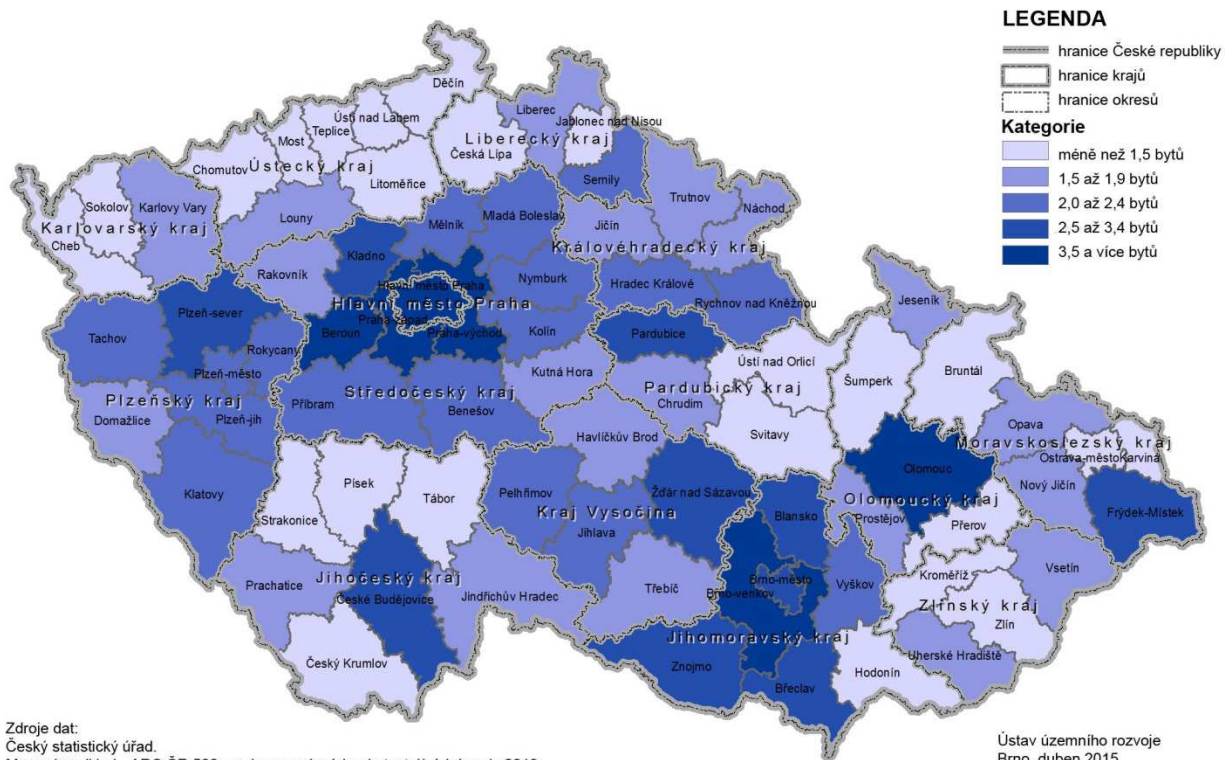 LEGENDA
hranice České republiky
hranice krajů
hranice okresů
Kategorie
méně než 1,5 bytů
1,5 až 1,9 bytů
2,0 až 2,4 bytů
2,5 až 3,4 bytů
3,5 a více bytů
Děčín
Ústí nad Labem
Liberec
Teplice
Jablonec nad Nisou
Most
Liberecký kraj
Česká Lípa
Chomutov
Ústecký kraj
Litoměřice
Semily
Trutnov
Sokolov
Karlovy Vary
Náchod
Louny
Mělník
Mladá Boleslav
Jičín
Karlovarský kraj
Cheb
Královéhradecký kraj
Kladno
Rakovník
Nymburk
Hradec Králové
Hlavní město Praha
Hlavní město Praha
Rychnov nad Kněžnou
Jeseník
Plzeň-sever
Praha-západ
Tachov
Beroun
Praha-východ
Kolín
Pardubice
Rokycany
Ústí nad Orlicí
Bruntál
Plzeň-město
Šumperk
Kutná Hora
Pardubický kraj
Středočeský kraj
Plzeňský kraj
Příbram
Chrudim
Benešov
Plzeň-jih
Domažlice
Opava
Havlíčkův Brod
Svitavy
Moravskoslezský kraj
Olomouc
Ostrava-město
Karviná
Písek
Nový Jičín
Frýdek-Místek
Klatovy
Tábor
Pelhřimov
Žďár nad Sázavou
Olomoucký kraj
Kraj Vysočina
Blansko
Prostějov
Strakonice
Přerov
Jihlava
Vsetín
Kroměříž
Prachatice
Jihočeský kraj
Brno-město
Vyškov
Třebíč
Brno-venkov
Jindřichův Hradec
České Budějovice
Zlínský kraj
Zlín
Jihomoravský kraj
Uherské Hradiště
Český Krumlov
Znojmo
Hodonín
Břeclav
Zdroje dat:
Český statistický úřad.
Ústav územního rozvoje
Brno, duben 2015